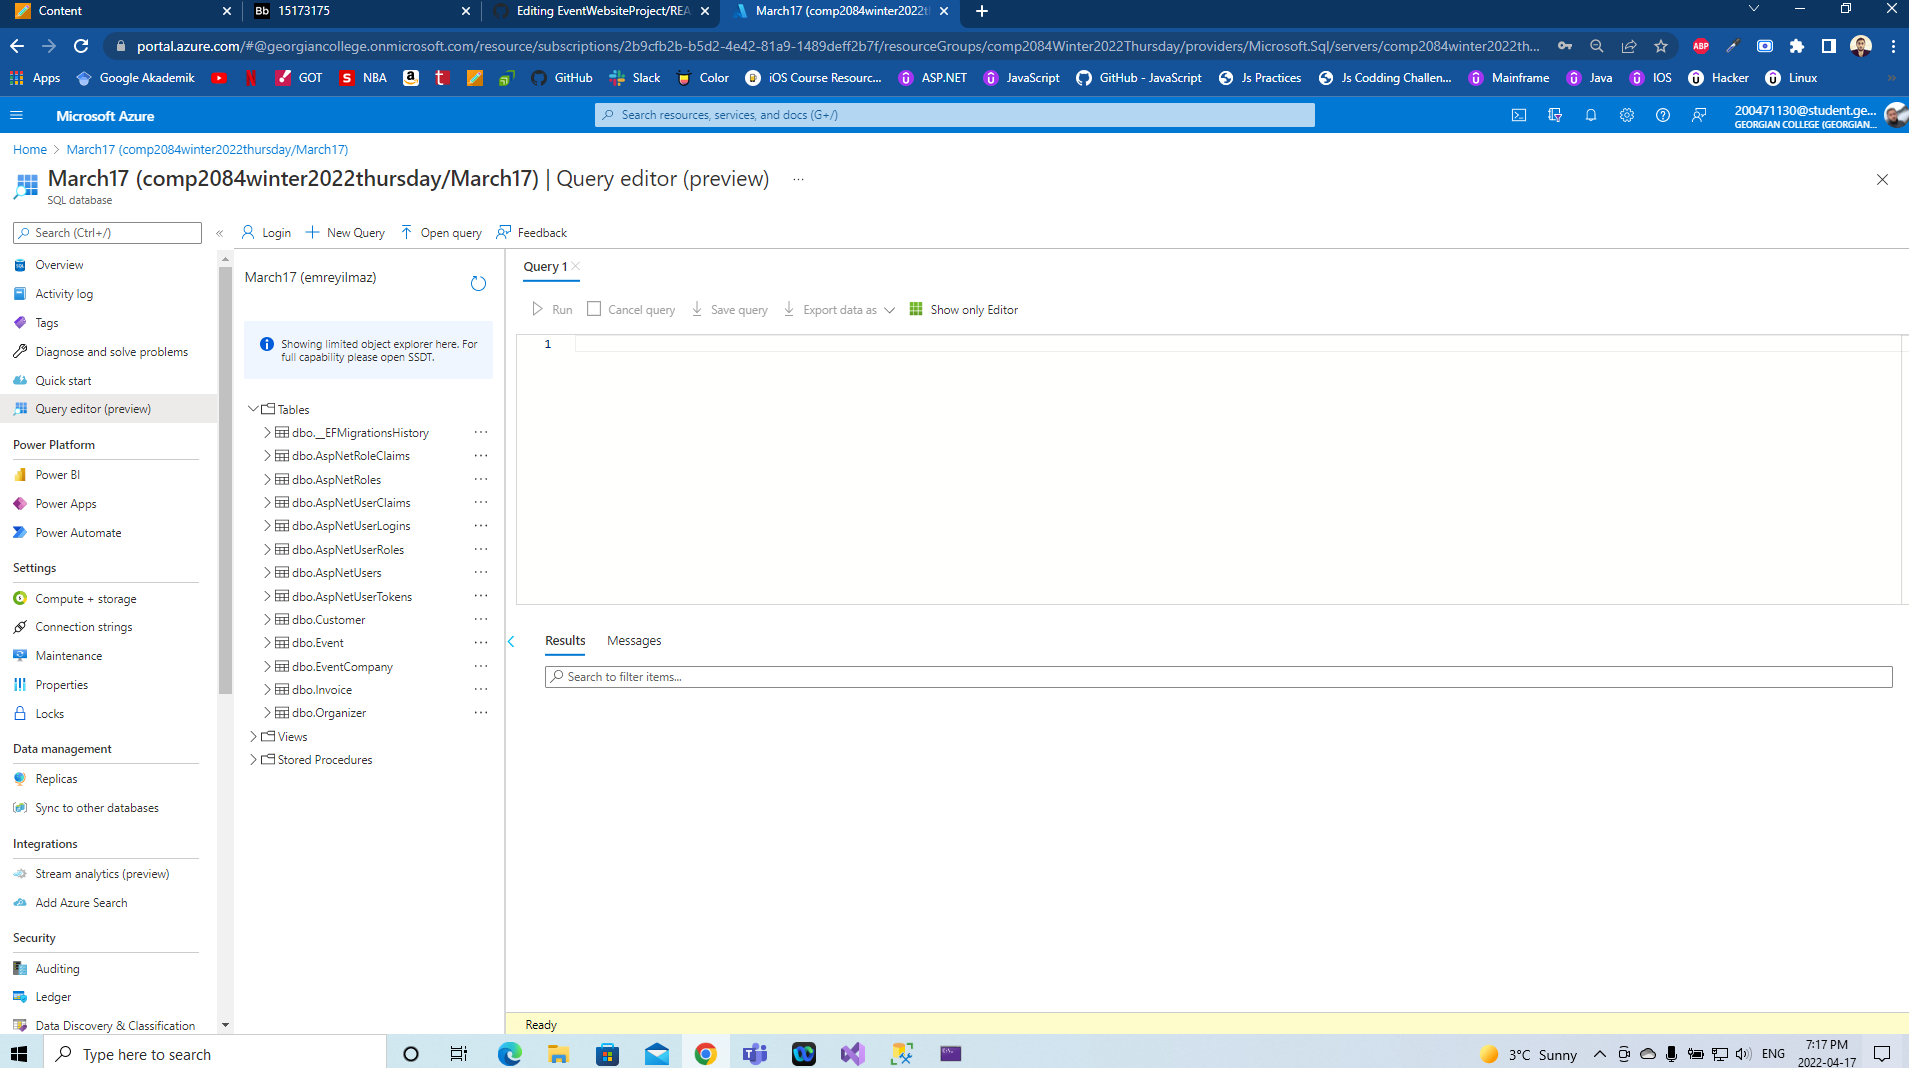 Content
Bb 15173175
Editing EventWebsiteProject/REA
March17 (comp2084winter2022t
portal.azure.com/#@georgiancollege.onmicrosoft.com/resource/subscriptions/2b9cfb2b-b5d2-4e42-81a9-1489deff2b7f/resourceGroups/comp2084Winter2022Thursday/providers/Microsoft.Sql/servers/comp2084winter2022th...
ABP
Apps Google Akademik GOT NBA GitHub Slack Color iOS Course Resourc... ASP.NET JavaScript GitHub - JavaScript Js Practices Js Codding Challen... Mainframe Java IOS Hacker Linux »
Microsoft Azure
Search resources, services, and docs (G+/)
200471130@student.ge...
GEORGIAN COLLEGE (GEORGIAN...
Home > March17 (comp2084winter2022thursday/March17)
March17 (comp2084winter2022thursday/March17) | Query editor (preview) ...
SQL database
Search (Ctrl+/)
«
Login
New Query
Open query
Feedback
Overview
Activity log
Tags
Diagnose and solve problems
Quick start
Query editor (preview)
Power Platform
Power BI
Power Apps
Power Automate
Settings
Compute + storage
Connection strings
Maintenance
Properties
Locks
Data management
Replicas
Sync to other databases
Integrations
Stream analytics (preview)
Add Azure Search
Security
Auditing
Ledger
Data Discovery & Classification
March17 (emreyilmaz)
Showing limited object explorer here. For
full capability please open SSDT.
Tables
dbo.__EFMigrationsHistory ...
dbo.AspNetRoleClaims ...
dbo.AspNetRoles ...
dbo.AspNetUserClaims ...
dbo.AspNetUserLogins ...
dbo.AspNetUserRoles ...
dbo.AspNetUsers ...
dbo.AspNetUserTokens ...
dbo.Customer ...
dbo.Event ...
dbo.EventCompany ...
dbo.Invoice ...
dbo.Organizer ...
Views
Stored Procedures
Query 1
Run
Cancel query
Save query
Export data as
Show only Editor
1
Results
Messages
Search to filter items...
Ready
Type here to search
3°C Sunny
ENG
7:17 PM
2022-04-17